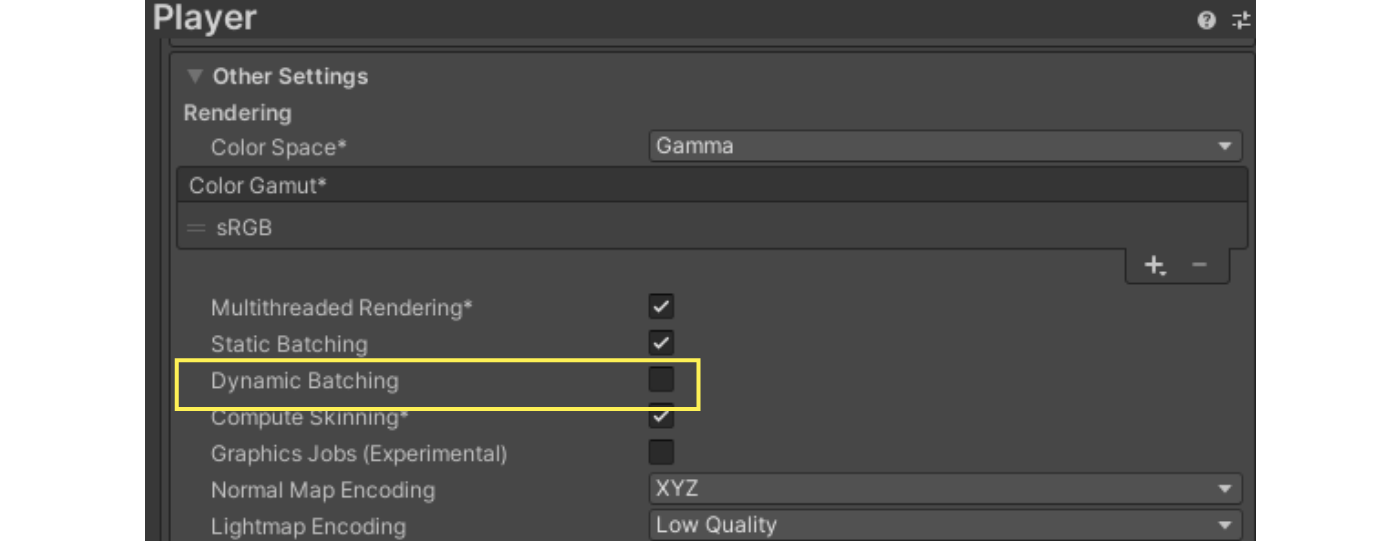 Player
Other Settings
Rendering
Color Space* Gamma
Color Gamut*
sRGB
Multithreaded Rendering*
Static Batching
Dynamic Batching
Compute Skinning*
Graphics Jobs (Experimental)
Normal Map Encoding XYZ
Lightmap Encoding Low Quality